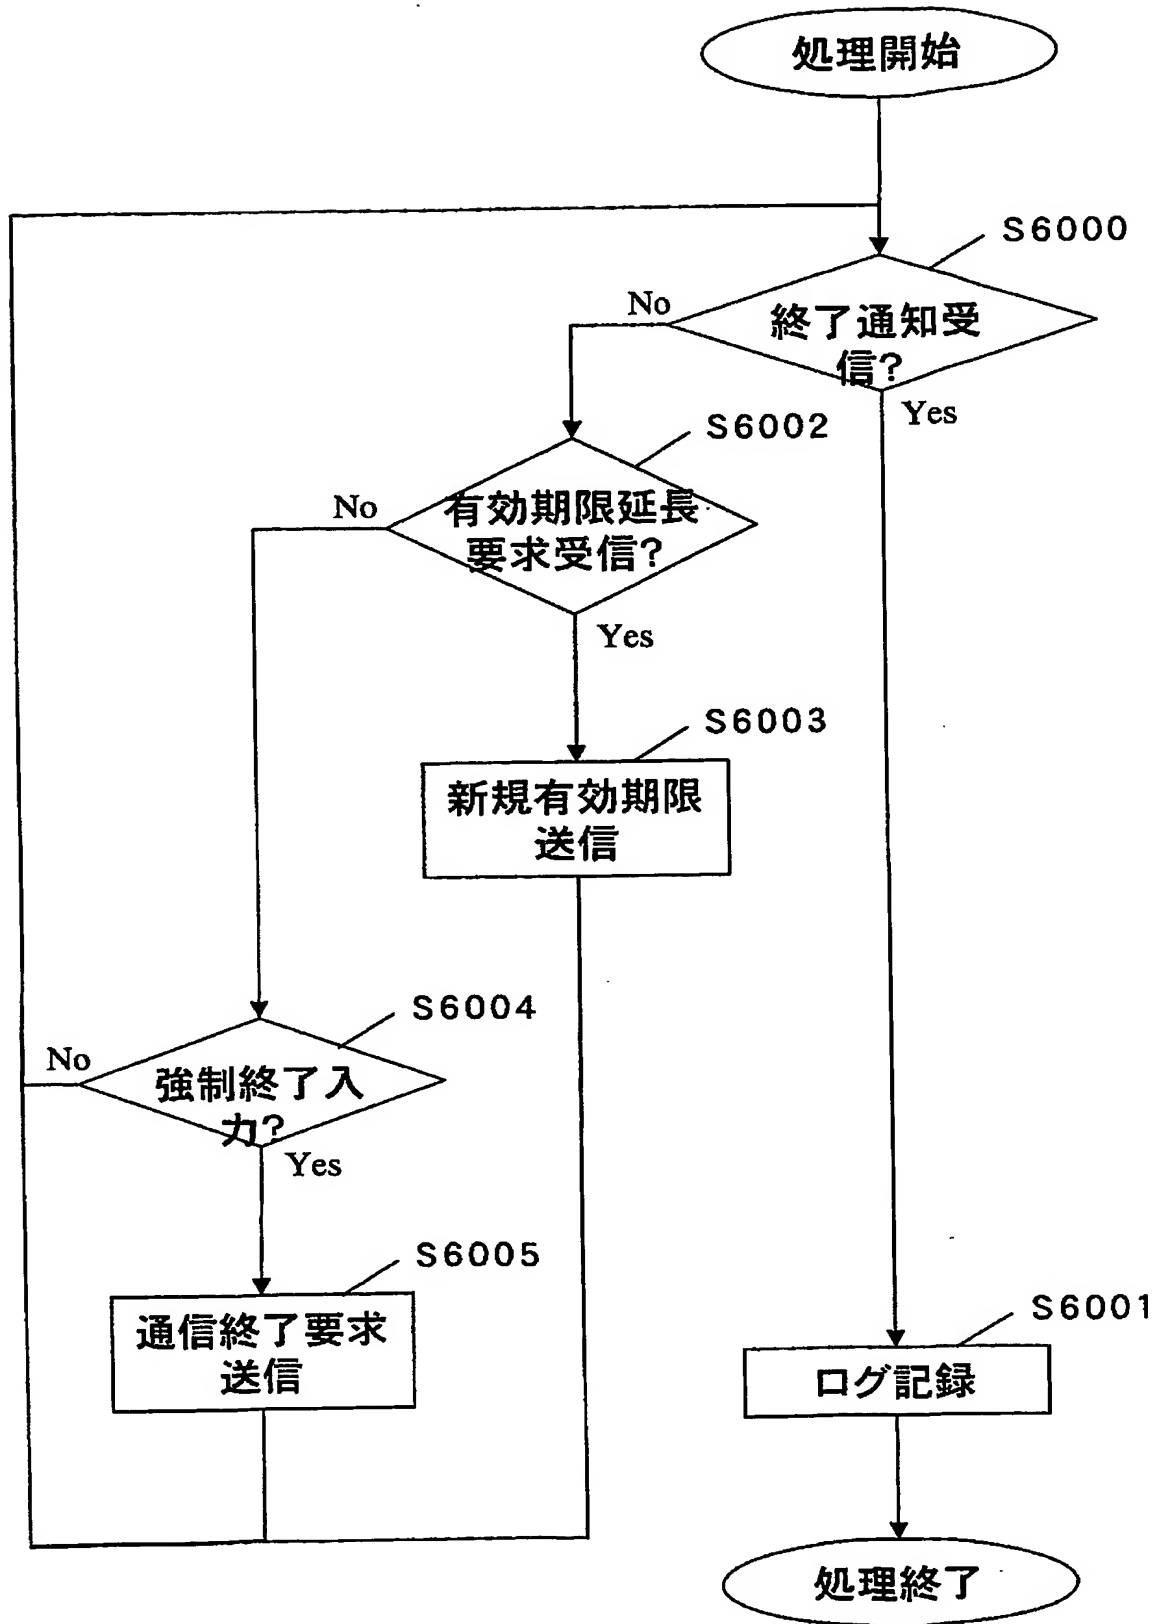 処理開始
S6000
No
終了通知受
信?
Yes
S6002
No
有効期限延長
要求受信?
Yes
S6003
新規有効期限
送信
S6004
No
強制終了入
力?
Yes
S6005
通信終了要求
送信
S6001
ログ記録
処理終了